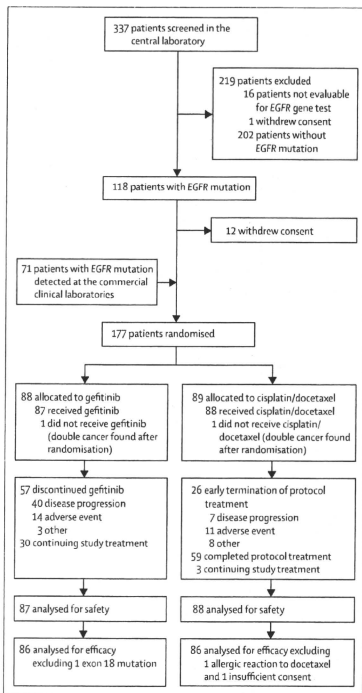 337 patients screened in the
central laboratory
219 patients excluded
16 patients not evaluable
for EGFR gene test
1 withdrew consent
202 patients without
EGFR mutation
118 patients with EGFR mutation
12 withdrew consent
71 patients with EGFR mutation
detected at the commercial
clinical laboratories
177 patients randomised
88 allocated to gefitinib
87 received gefitinib
1 did not receive gefitinib
(double cancer found after
randomisation)
89 allocated to cisplatin/docetaxel
88 received cisplatin/docetaxel
1 did not receive cisplatin/
docetaxel (double cancer found
after randomisation)
57 discontinued gefitinib
40 disease progression
14 adverse event
3 other
30 continuing study treatment
26 early termination of protocol
treatment
7 disease progression
11 adverse event
8 other
59 completed protocol treatment
3 continuing study treatment
87 analysed for safety
88 analysed for safety
86 analysed for efficacy
excluding 1 exon 18 mutation
86 analysed for efficacy excluding
1 allergic reaction to docetaxel
and 1 insufficient consent